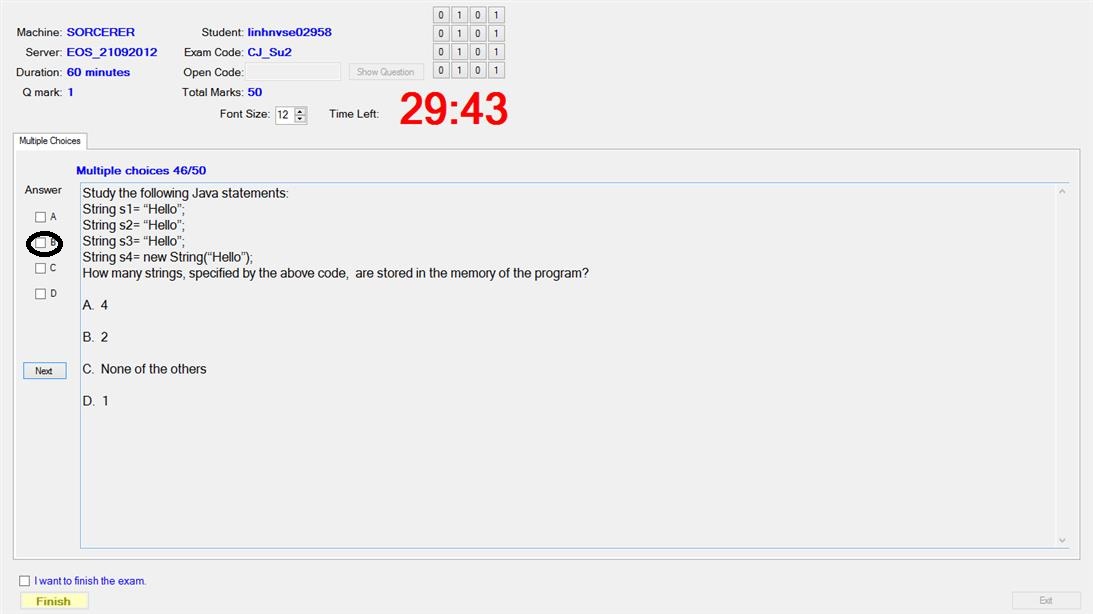 Machine: SORCERER
Server: EOS_21092012
Duration: 60 minutes
Q mark: 1
Student: linhnvse02958
Exam Code: CJ_Su2
Open Code:
Show Question
Total Marks: 50
Font Size: 12
Time Left: 29:43
0 1 0 1
0 1 0 1
0 1 0 1
0 1 0 1
Multiple Choices
Multiple choices 46/50
Answer
A
B
C
D
Next
Study the following Java statements:
String s1= “Hello”;
String s2= “Hello”;
String s3= “Hello”;
String s4= new String(“Hello”);
How many strings, specified by the above code,  are stored in the memory of the program?
A.  4
B.  2
C.  None of the others
D.  1
I want to finish the exam.
Finish
Exit